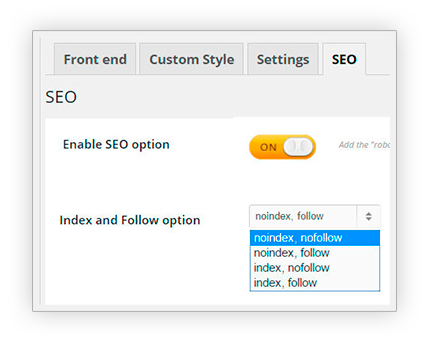 Front end Custom Style Settings SEO
SEO
Enable SEO option ON Add the "robo
Index and Follow option noindex, follow
noindex, nofollow
noindex, follow
index, nofollow
index, follow